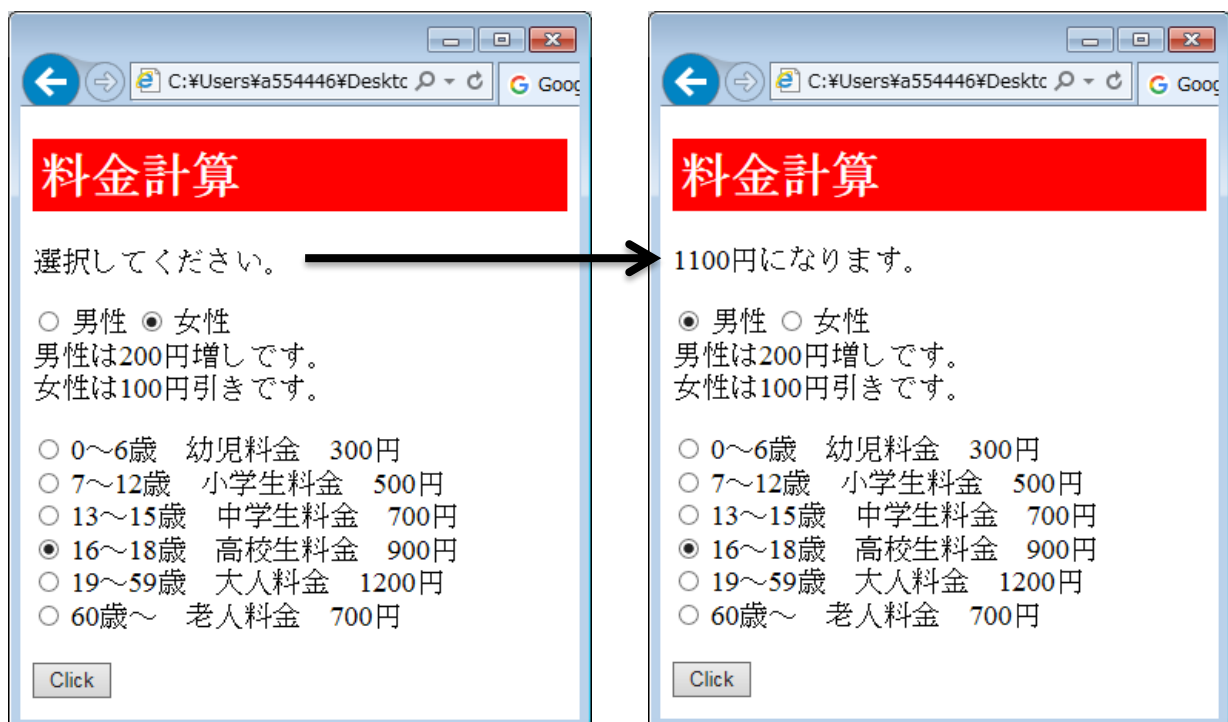 C:¥Users¥a554446¥Desktc
Goog
料金計算
選択してください。
男性 女性
男性は200円増しです。
女性は100円引きです。
0～6歳　幼児料金　300円
7～12歳　小学生料金　500円
13～15歳　中学生料金　700円
16～18歳　高校生料金　900円
19～59歳　大人料金　1200円
60歳～　老人料金　700円
Click
C:¥Users¥a554446¥Desktc
Goog
料金計算
1100円になります。
男性 女性
男性は200円増しです。
女性は100円引きです。
0～6歳　幼児料金　300円
7～12歳　小学生料金　500円
13～15歳　中学生料金　700円
16～18歳　高校生料金　900円
19～59歳　大人料金　1200円
60歳～　老人料金　700円
Click